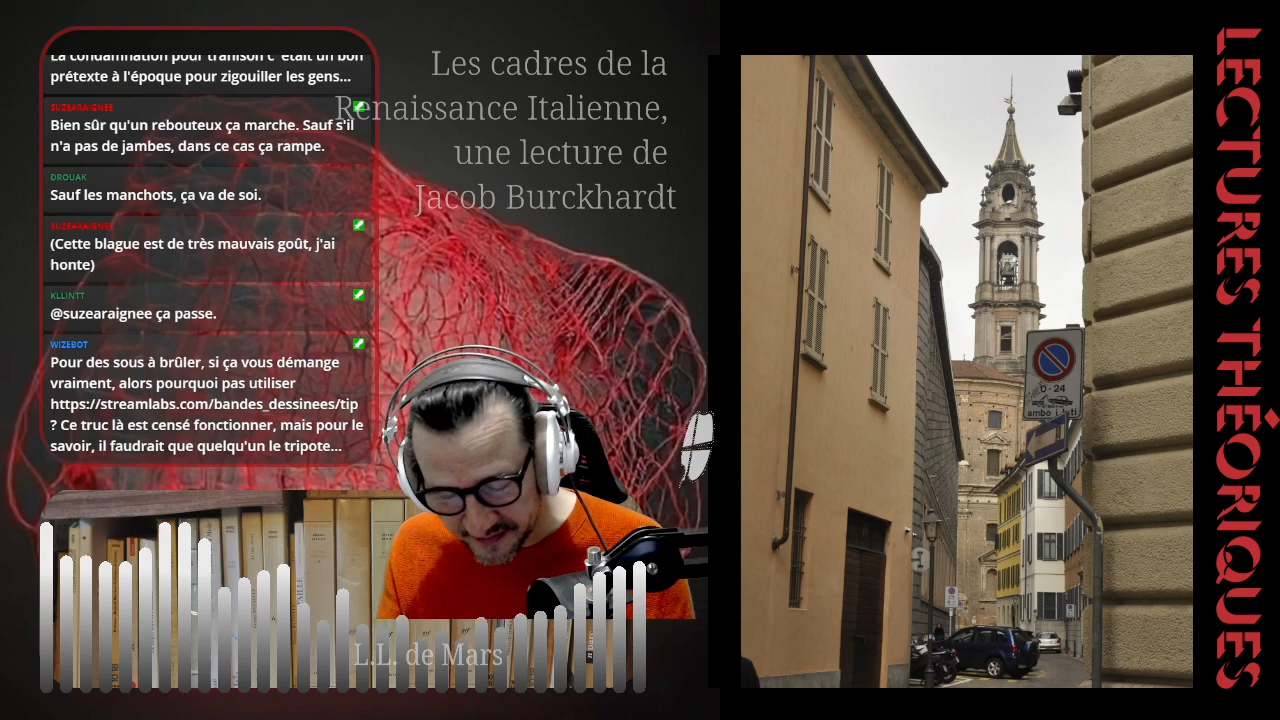 La condamnation pour trahison c'était un bon
prétexte à l'époque pour zigouiller les gens...
SUZEARAIGNEE
Bien sûr qu'un rebouteux ça marche. Sauf s'il
n'a pas de jambes, dans ce cas ça rampe.
DROUAK
Sauf les manchots, ça va de soi.
SUZEARAIGNEE
(Cette blague est de très mauvais goût, j'ai
honte)
KLLINTT
@suzearaignee ça passe.
WIZEBOT
Pour des sous à brûler, si ça vous démange
vraiment, alors pourquoi pas utiliser
https://streamlabs.com/bandes_dessinees/tip
? Ce truc là est censé fonctionner, mais pour le
savoir, il faudrait que quelqu'un le tripote...
Les cadres de la
Renaissance Italienne,
une lecture de
Jacob Burckhardt
L.L. de Mars
0-24
ambo i lati
LECTURES THÉORIQUES